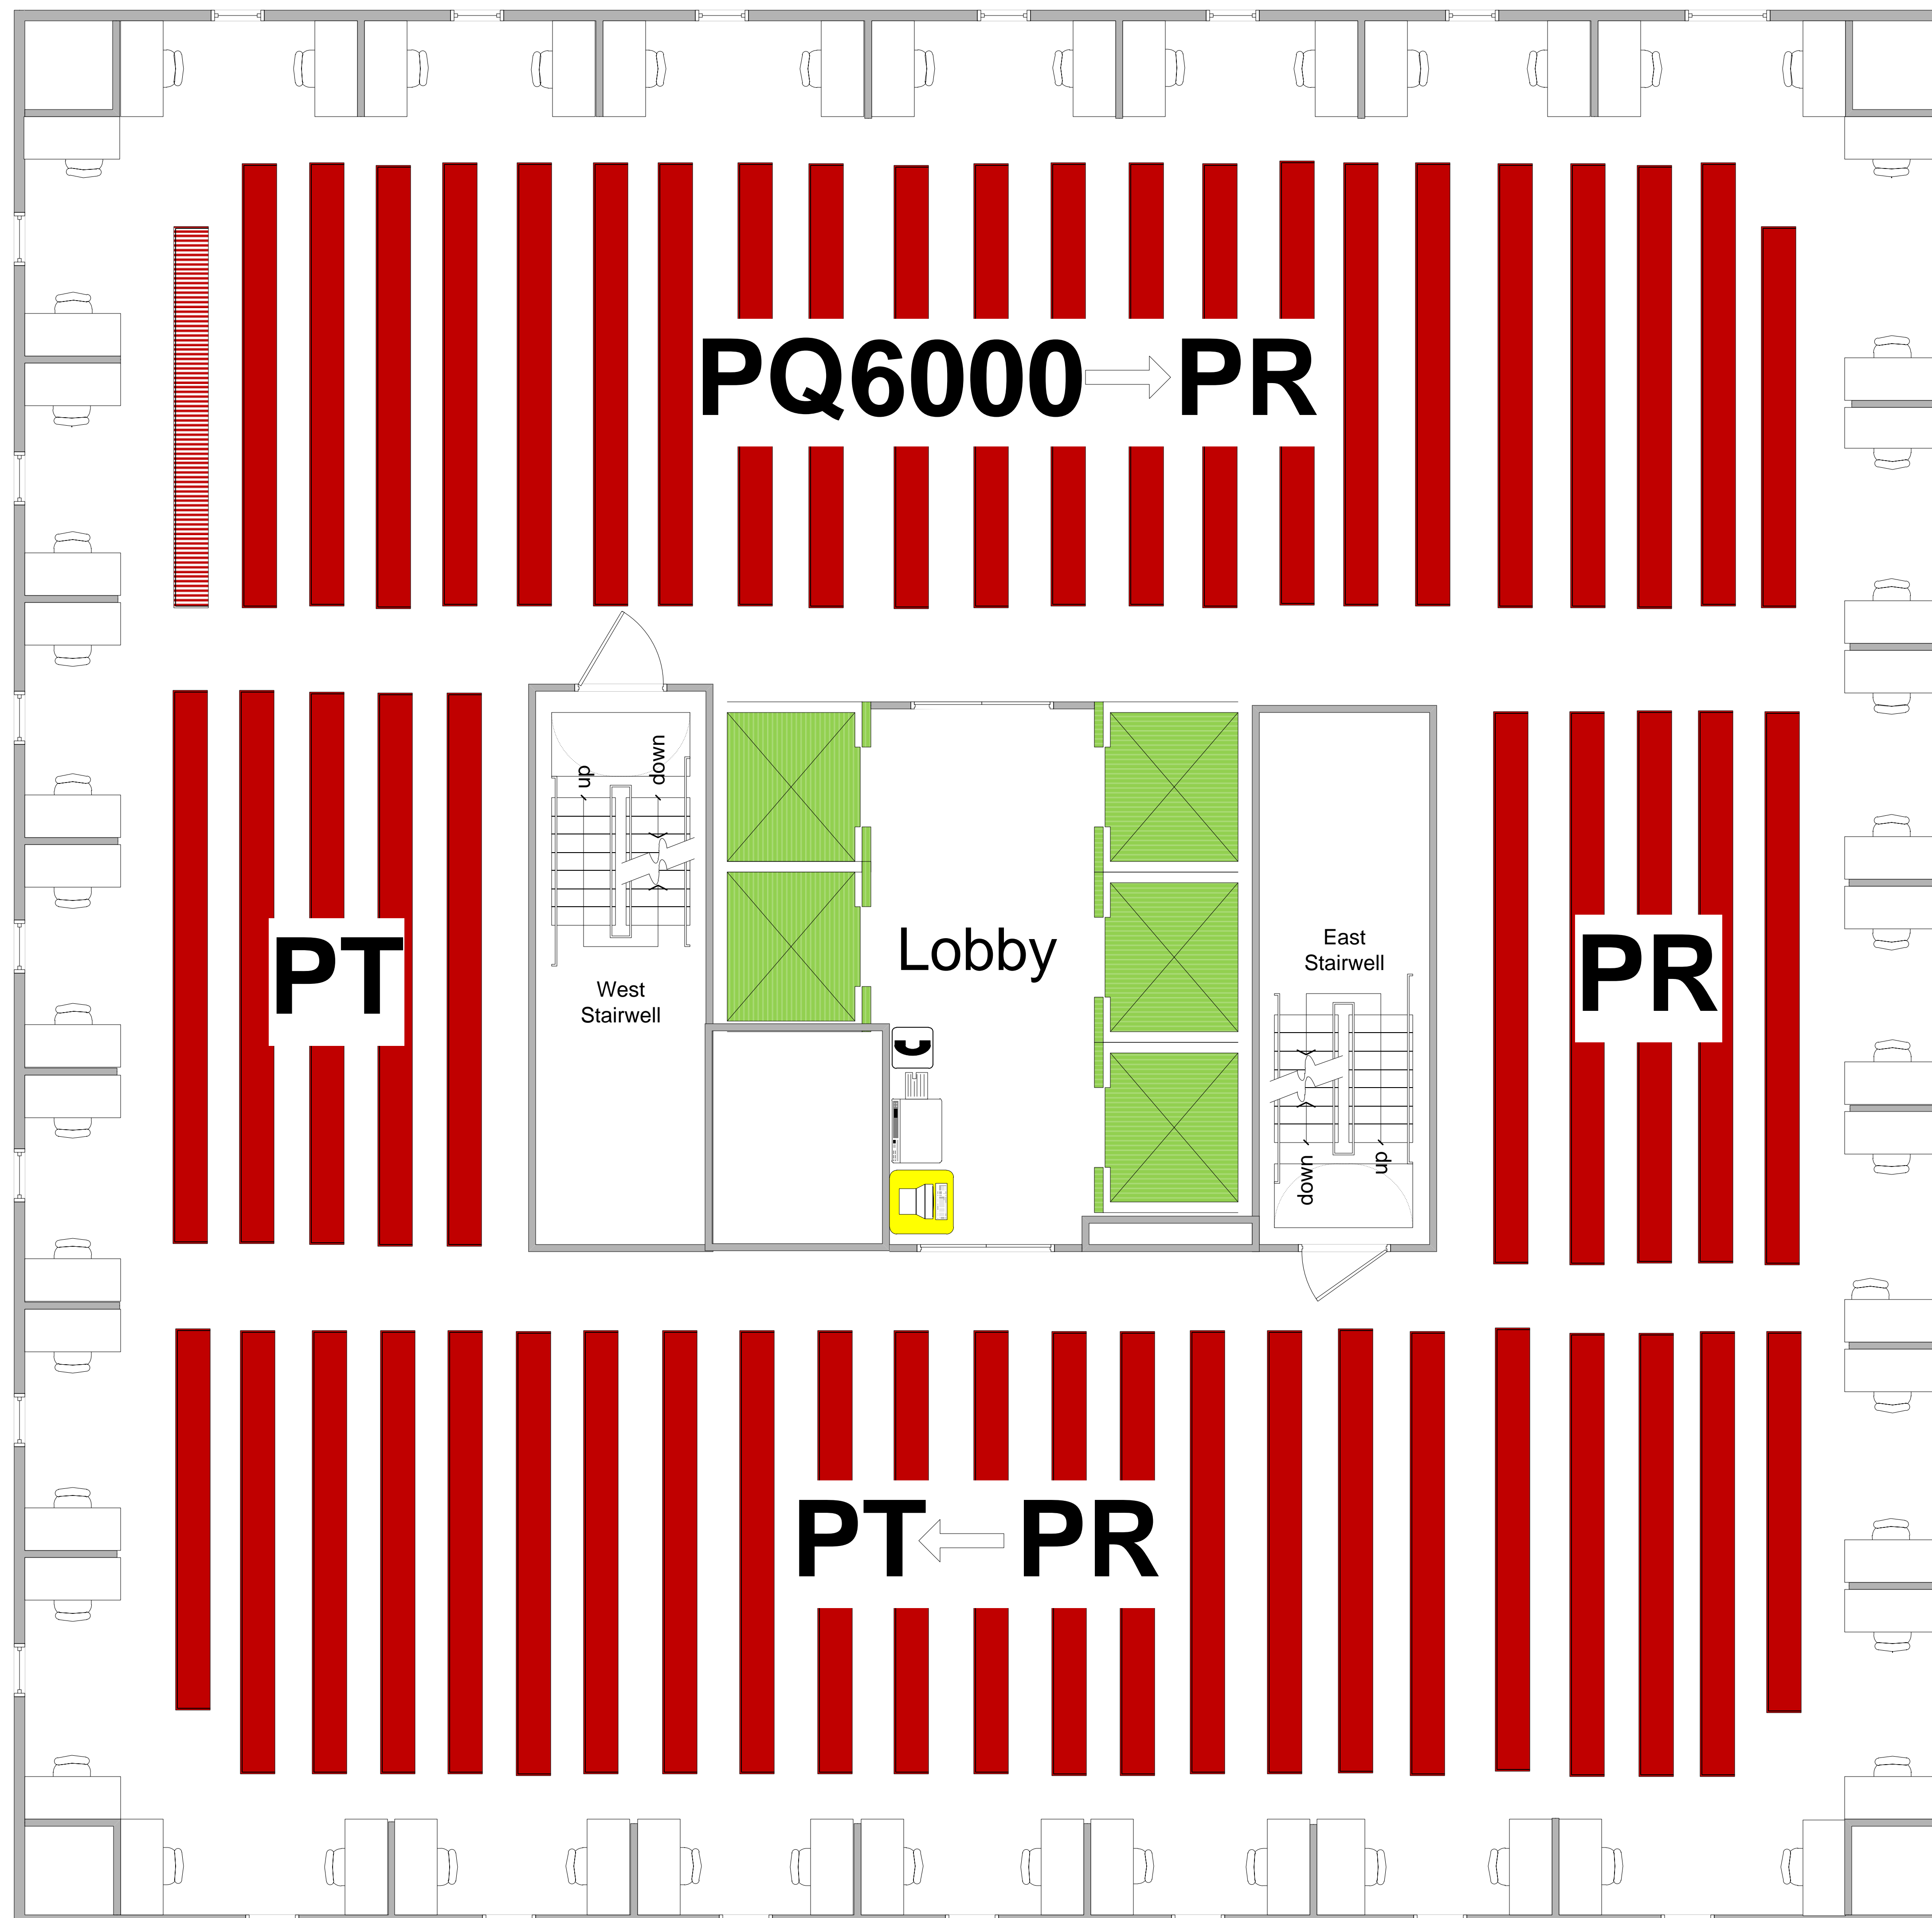 PQ6000 PR
up
down
PT
Lobby
East
Stairwell
PR
West
Stairwell
down
up
PT PR